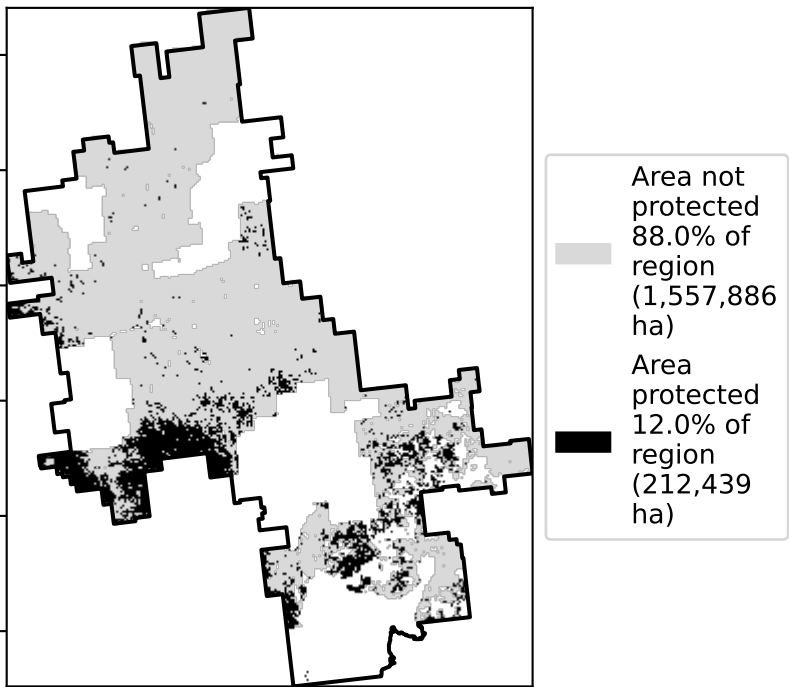 Area not
protected
88.0% of
region
(1,557,886
ha)
Area
protected
12.0% of
region
(212,439
ha)